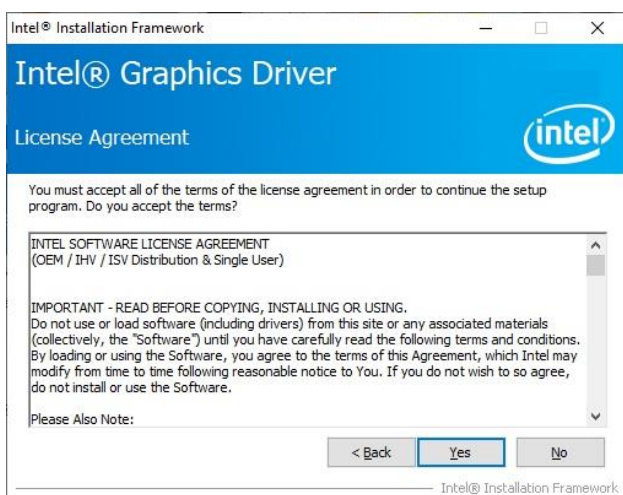 Intel® Installation Framework
Intel® Graphics Driver
License Agreement
intel
You must accept all of the terms of the license agreement in order to continue the setup
program. Do you accept the terms?
INTEL SOFTWARE LICENSE AGREEMENT
(OEM / IHV / ISV Distribution & Single User)
IMPORTANT - READ BEFORE COPYING, INSTALLING OR USING.
Do not use or load software (including drivers) from this site or any associated materials
(collectively, the "Software") until you have carefully read the following terms and conditions.
By loading or using the Software, you agree to the terms of this Agreement, which Intel may
modify from time to time following reasonable notice to You. If you do not wish to so agree,
do not install or use the Software.
Please Also Note:
< Back Yes No
Intel® Installation Framework